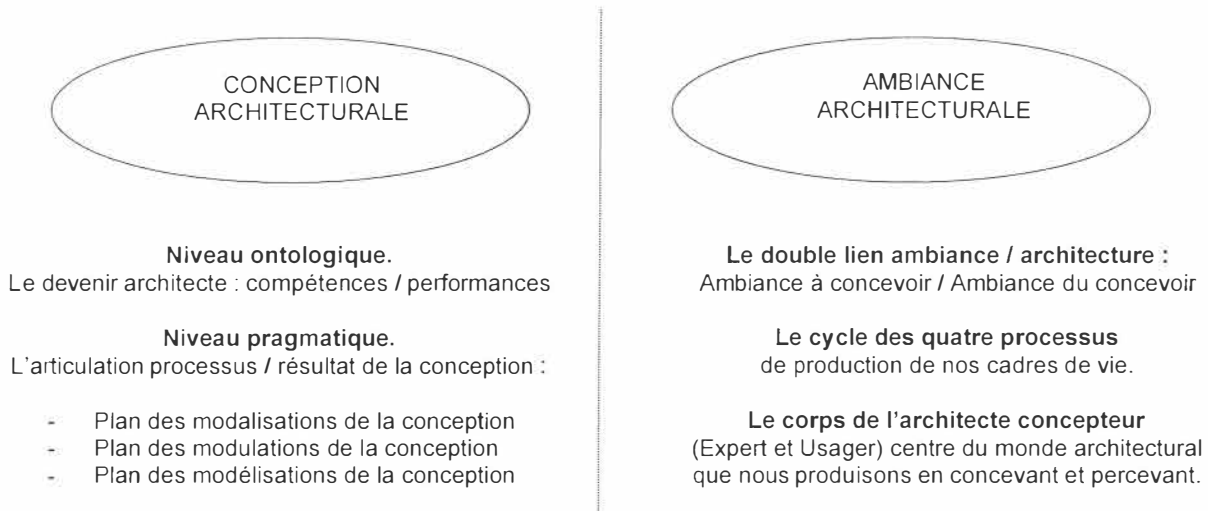 CONCEPTION
ARCHITECTURALE
Niveau ontologique.
Le devenir architecte : compétences / performances
Niveau pragmatique.
L'articulation processus / résultat de la conception :
- Plan des modalisations de la conception
- Plan des modulations de la conception
- Plan des modélisations de la conception
AMBIANCE
ARCHITECTURALE
Le double lien ambiance / architecture :
Ambiance à concevoir / Ambiance du concevoir
Le cycle des quatre processus
de production de nos cadres de vie.
Le corps de l'architecte concepteur
(Expert et Usager) centre du monde architectural
que nous produisons en concevant et percevant.